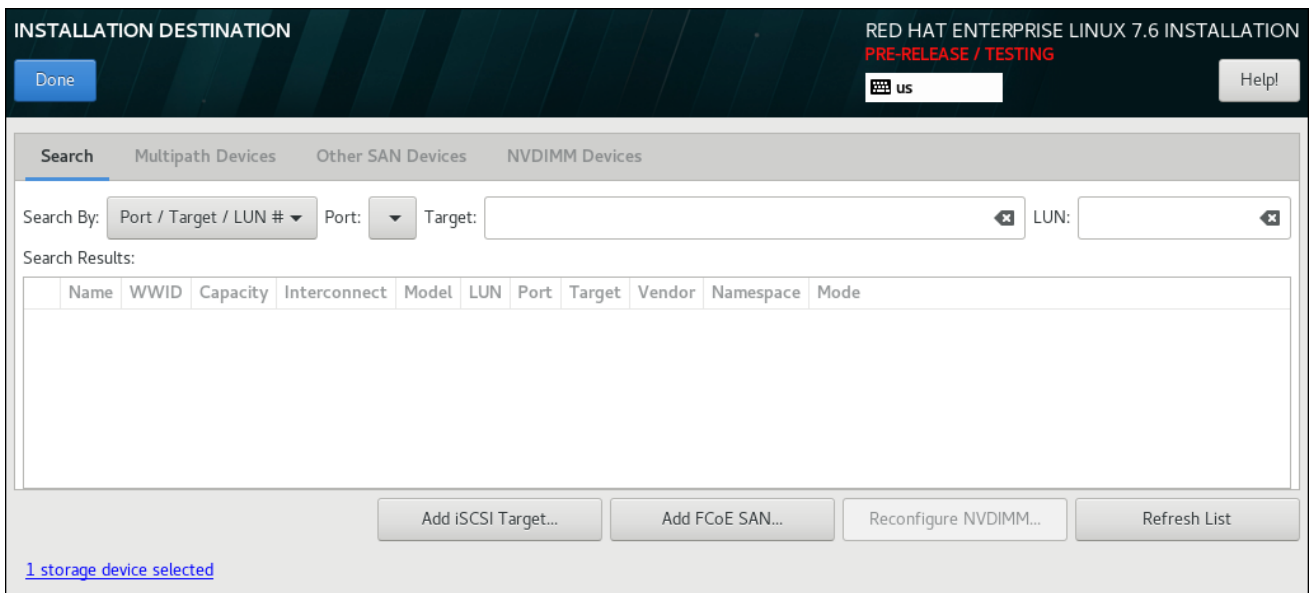 INSTALLATION DESTINATION
RED HAT ENTERPRISE LINUX 7.6 INSTALLATION
PRE-RELEASE / TESTING
Done
us
Help!
Search Multipath Devices Other SAN Devices NVDIMM Devices
Search By: Port / Target / LUN # Port: Target: LUN:
Search Results:
Name WWID Capacity Interconnect Model LUN Port Target Vendor Namespace Mode
Add iSCSI Target... Add FCoE SAN... Reconfigure NVDIMM... Refresh List
1 storage device selected